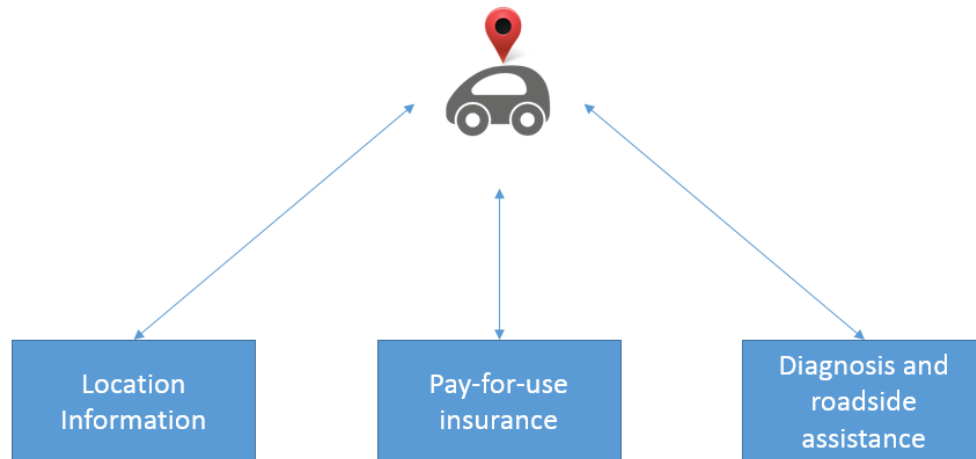 Location
Information
Pay-for-use
insurance
Diagnosis and
roadside
assistance